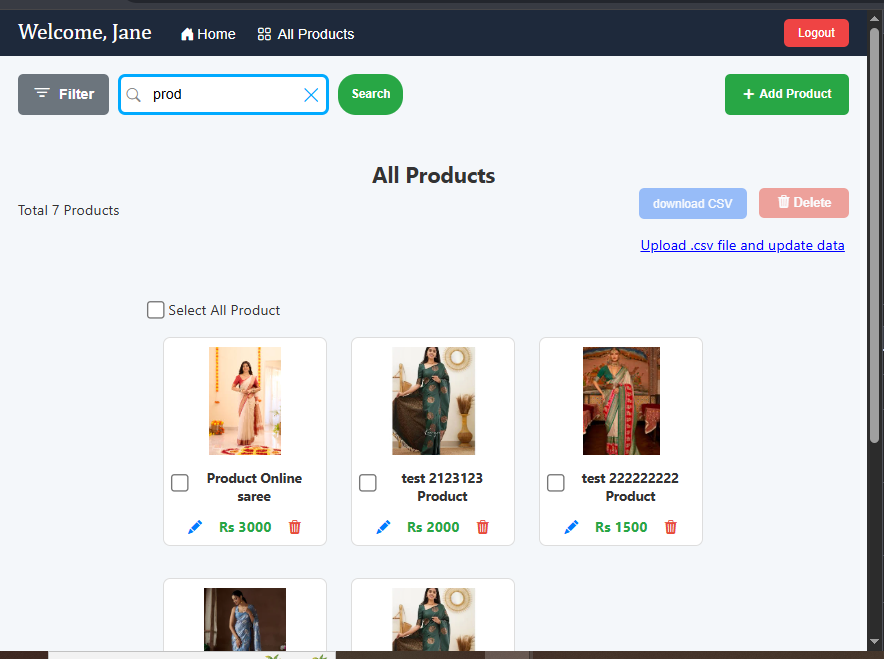 Welcome, Jane Home All Products Logout
Filter prod Search + Add Product
All Products
Total 7 Products
download CSV Delete
Upload .csv file and update data
Select All Product
Product Online
saree
Rs 3000
test 2123123
Product
Rs 2000
test 222222222
Product
Rs 1500